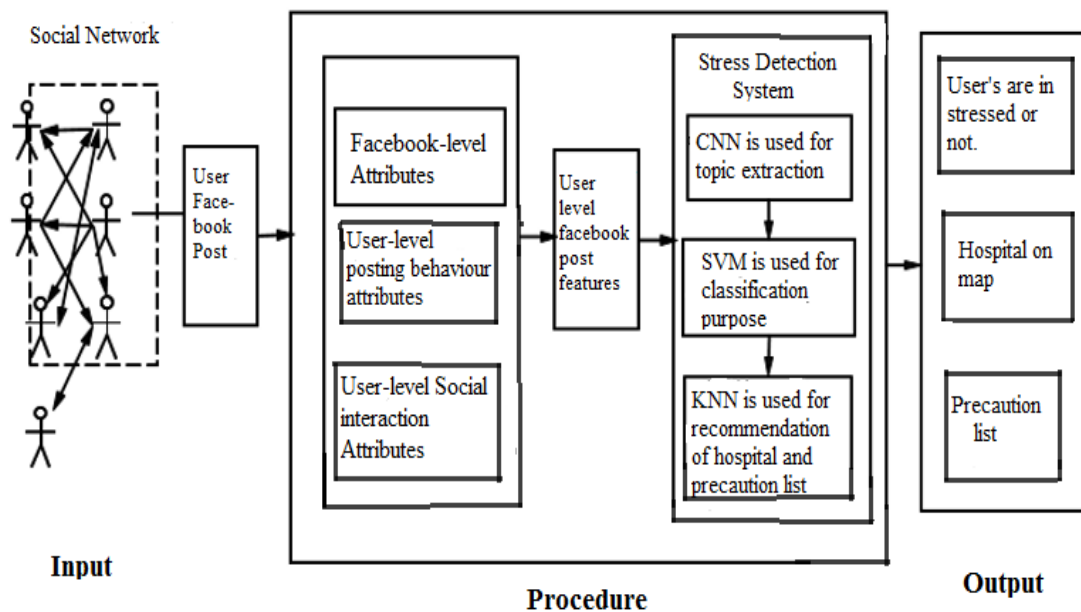 Social Network
User
Face-
book
Post
Facebook-level
Attributes
User-level
posting behaviour
attributes
User-level Social
interaction
Attributes
User
level
facebook
post
features
Stress Detection
System
CNN is used for
topic extraction
SVM is used for
classification
purpose
KNN is used for
recommendation
of hospital and
precaution list
User's are in
stressed or
not.
Hospital on
map
Precaution
list
Input
Procedure
Output